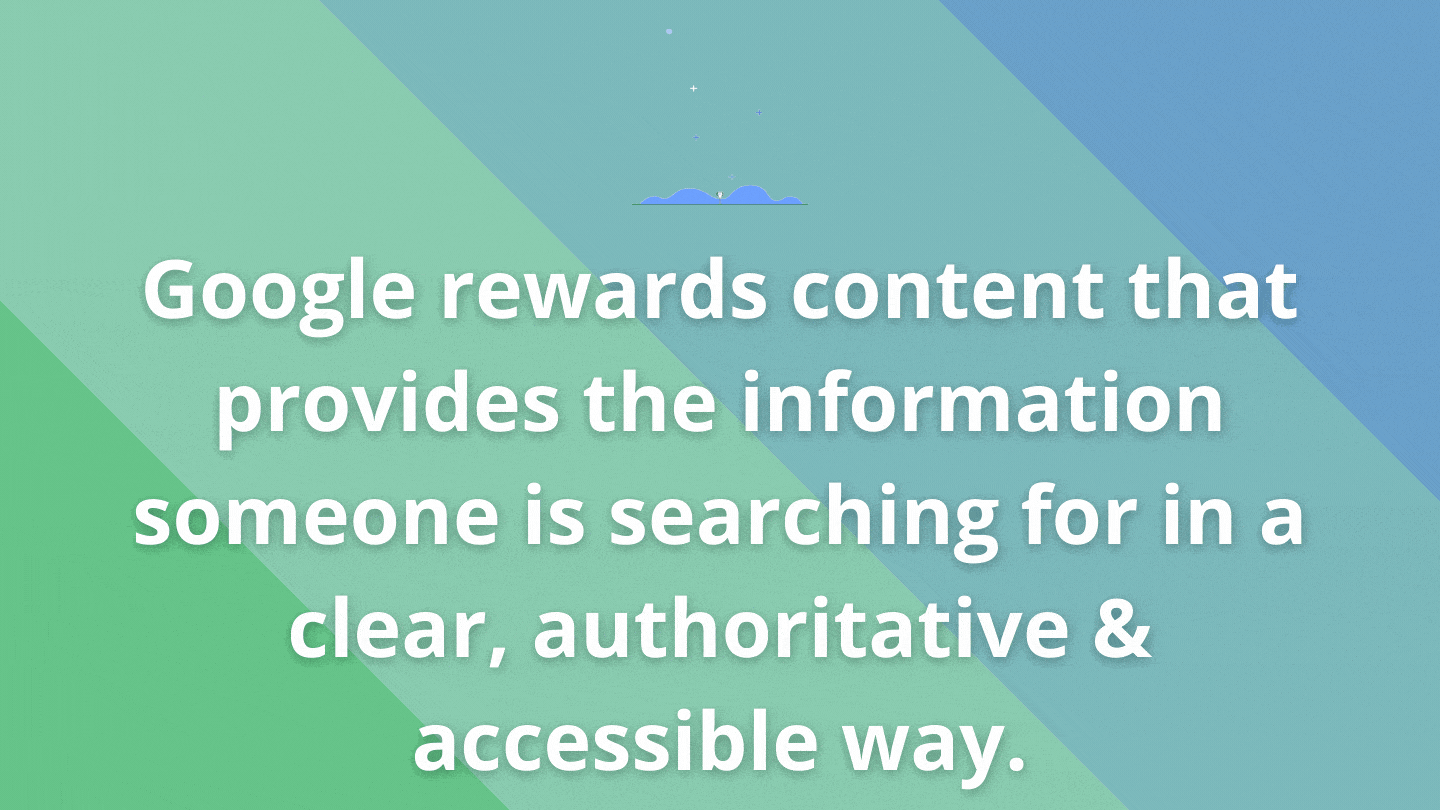 Google rewards content that
provides the information
someone is searching for in a
clear, authoritative &
accessible way.